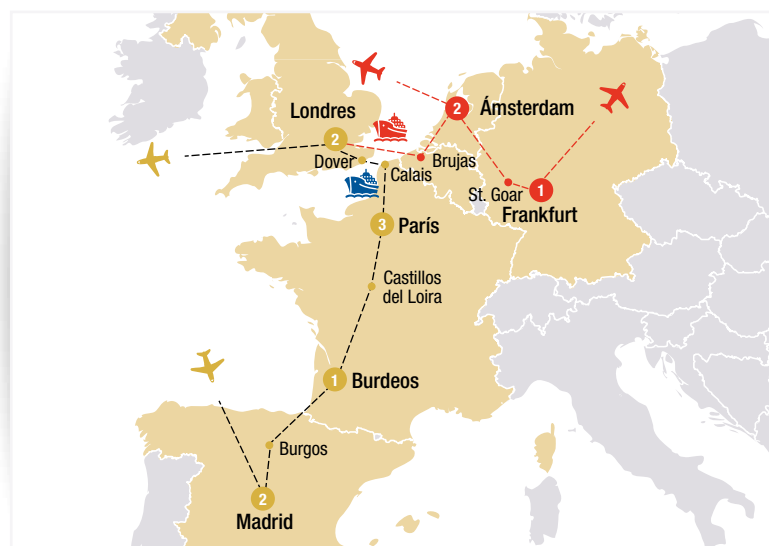 Londres
2
Dover
Calais
2
Ámsterdam
Brujas
St. Goar
1
Frankfurt
3
París
Castillos
del Loira
1
Burdeos
Burgos
2
Madrid